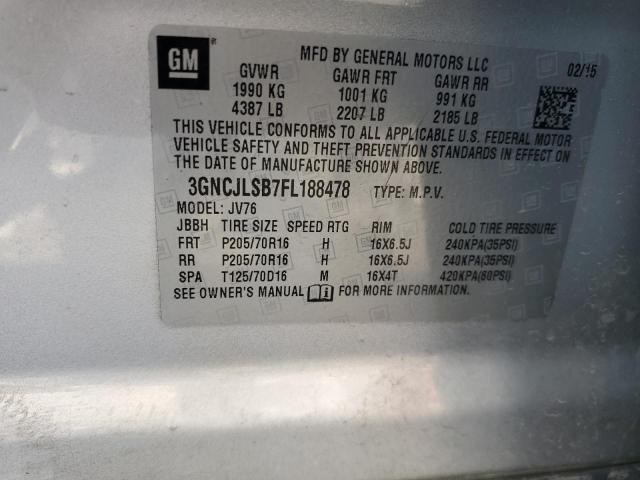 GM
MFD BY GENERAL MOTORS LLC
02/15
GVWR GAWR FRT GAWR RR
1990 KG 1001 KG 991 KG
4387 LB 2207 LB 2185 LB
THIS VEHICLE CONFORMS TO ALL APPLICABLE U.S. FEDERAL MOTOR
VEHICLE SAFETY AND THEFT PREVENTION STANDARDS IN EFFECT ON
THE DATE OF MANUFACTURE SHOWN ABOVE.
3GNCJLSB7FL188478 TYPE: M.P.V.
MODEL: JV76
JBBH TIRE SIZE SPEED RTG RIM COLD TIRE PRESSURE
FRT P205/70R16 H 16X6.5J 240KPA(35PSI)
RR P205/70R16 H 16X6.5J 240KPA(35PSI)
SPA T125/70D16 M 16X4T 420KPA(60PSI)
SEE OWNER'S MANUAL i FOR MORE INFORMATION.